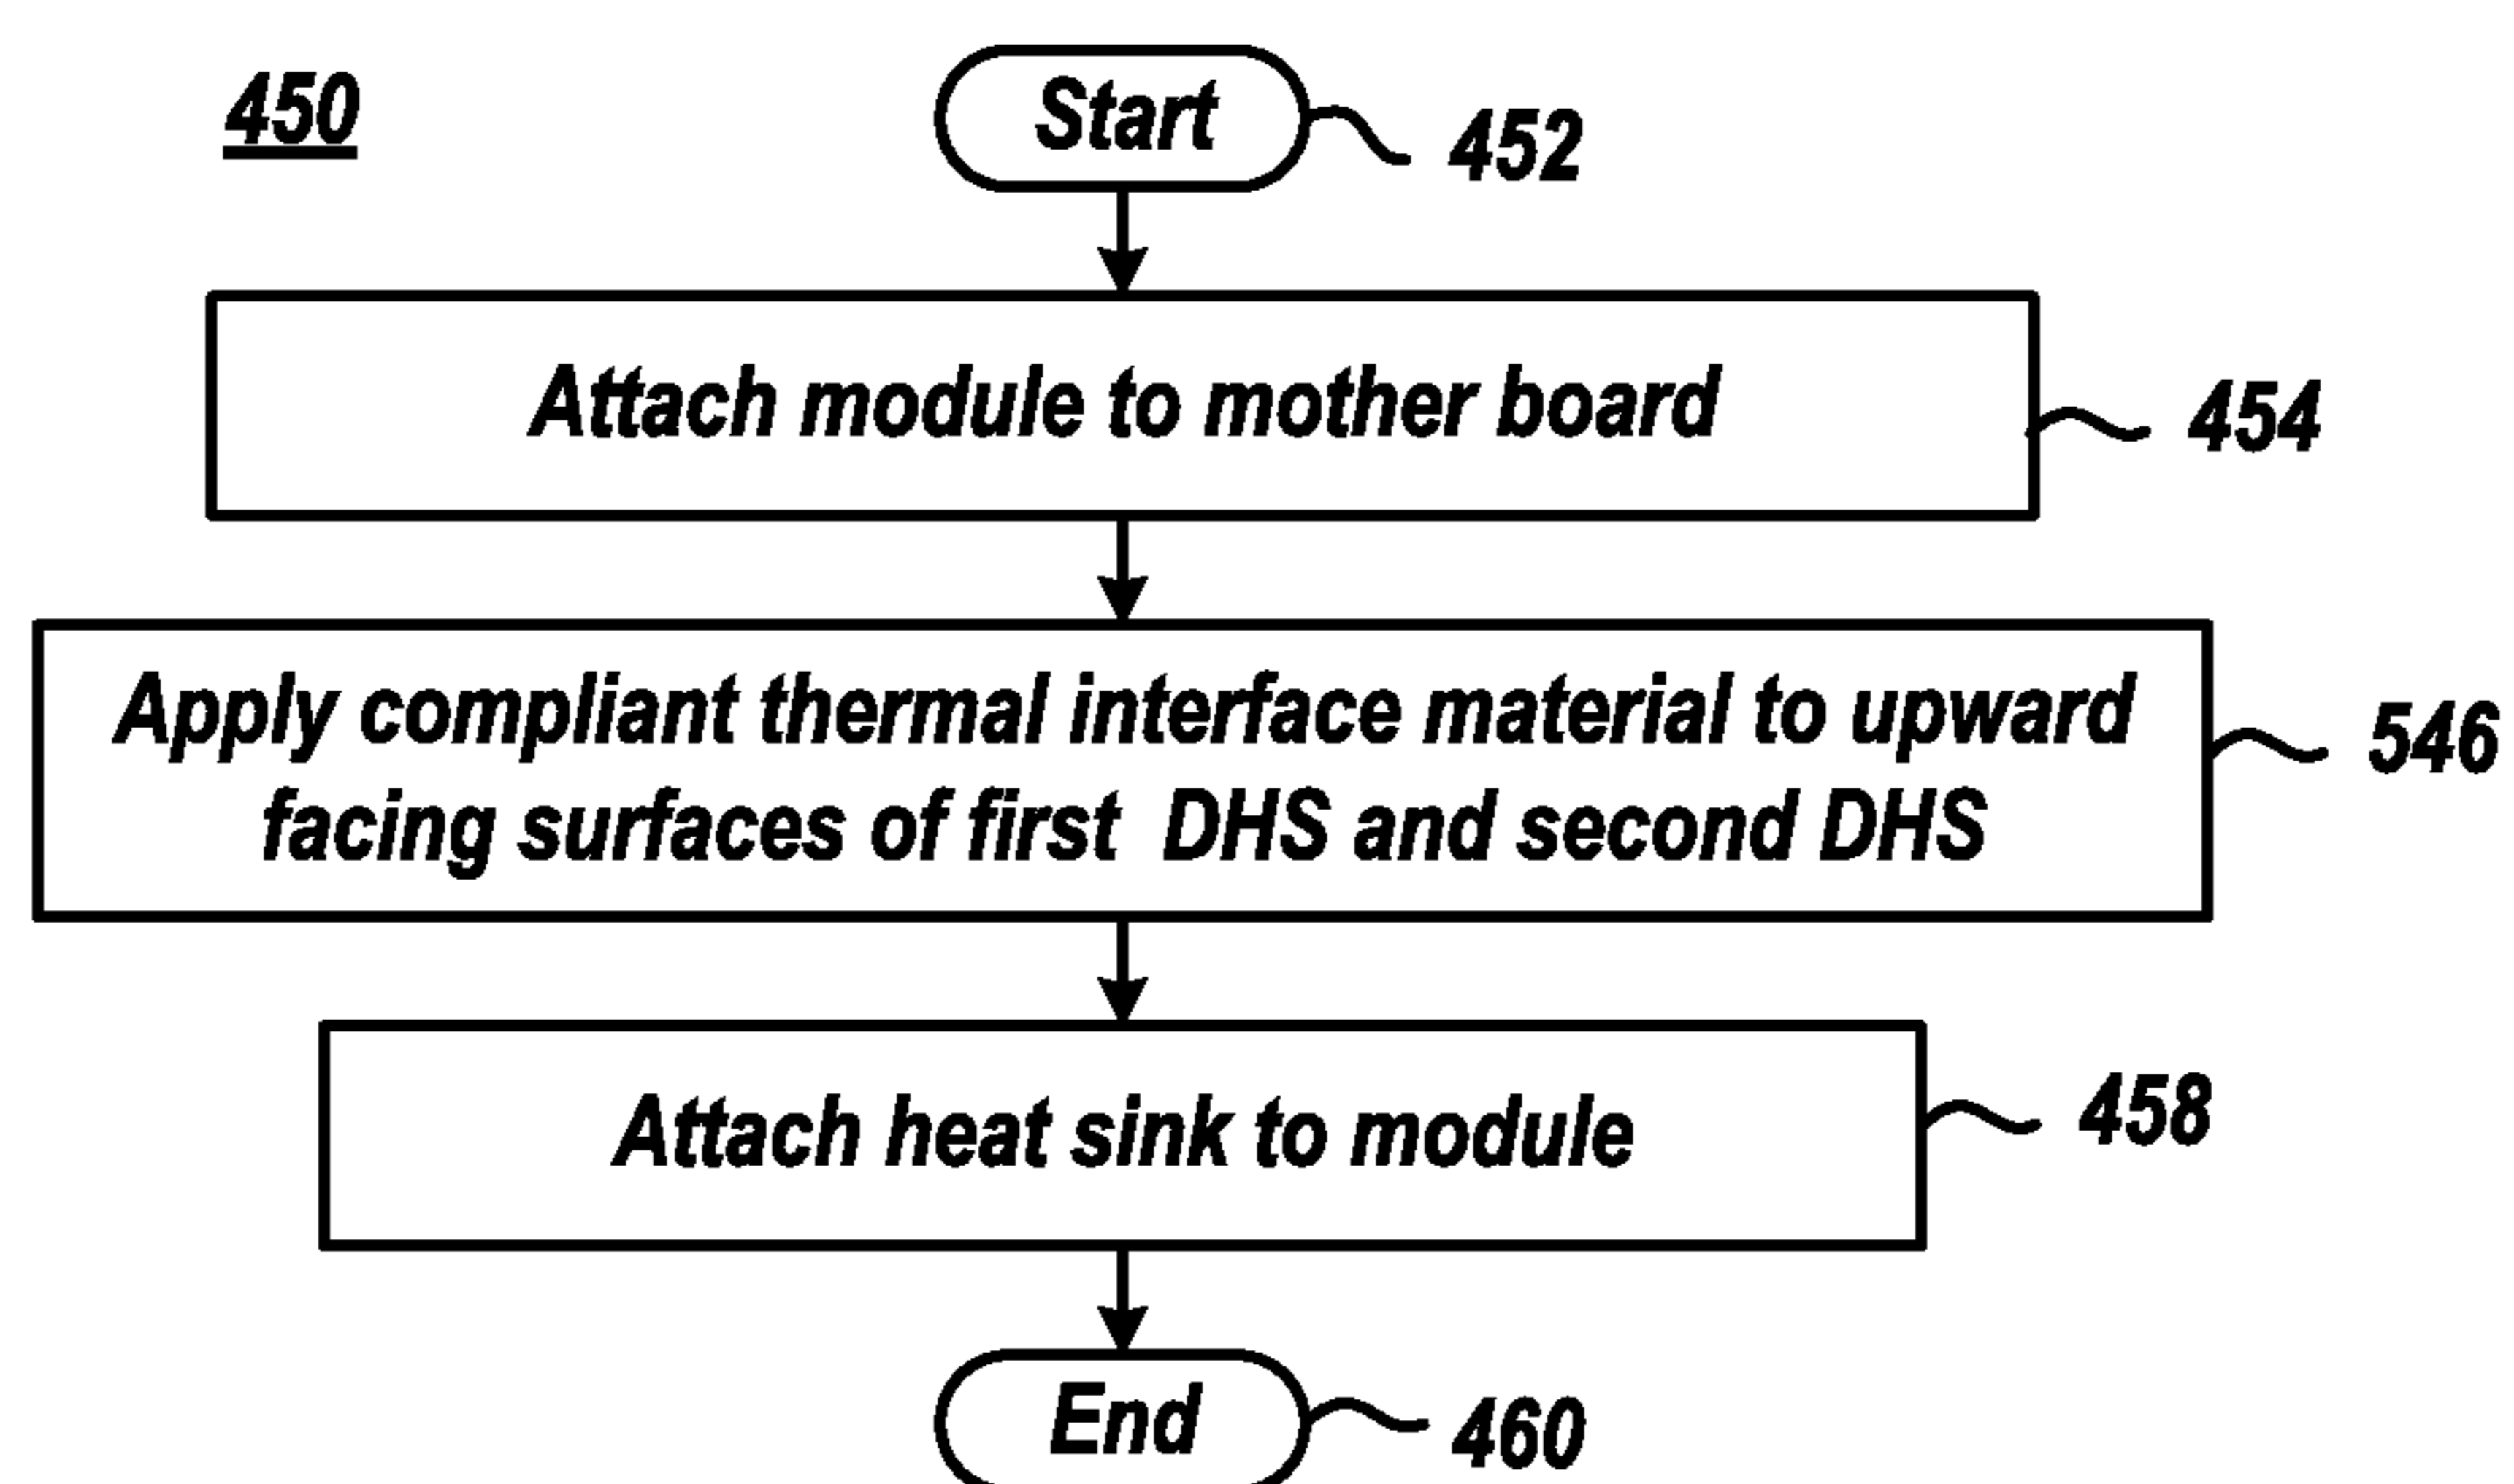 450
Start
452
Attach module to mother board
454
Apply compliant thermal interface material to upward
facing surfaces of first DHS and second DHS
546
Attach heat sink to module
458
End
460